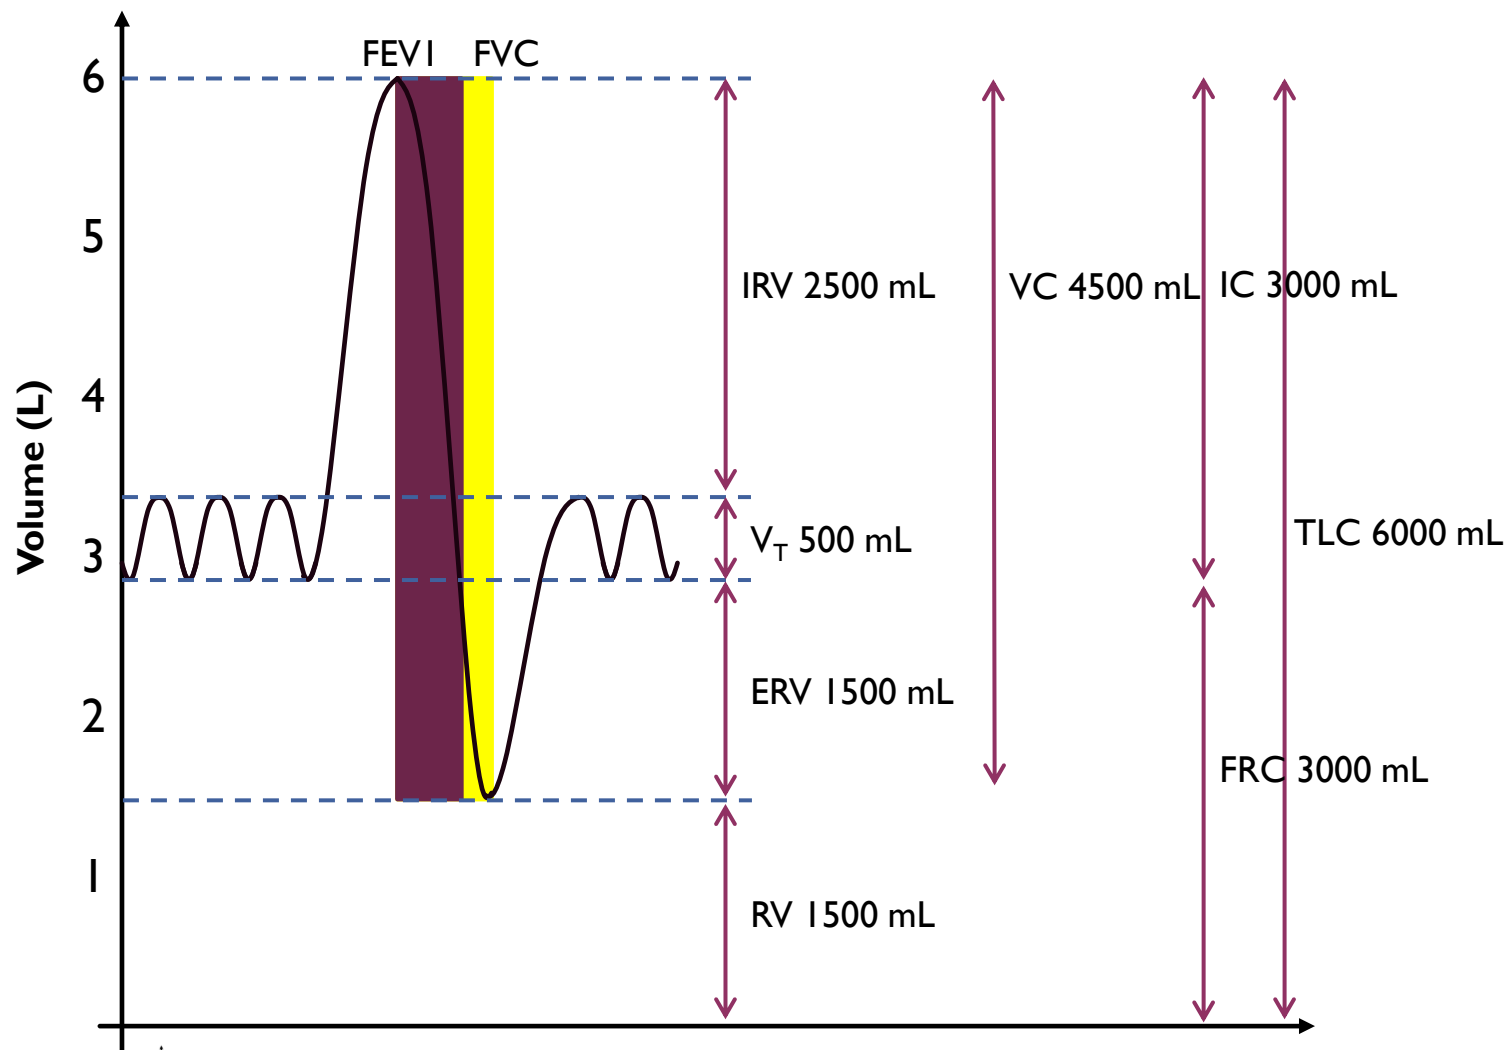 FEV1 FVC
6
5
4
3
2
1
Volume (L)
IRV 2500 mL
VC 4500 mL
IC 3000 mL
V_T 500 mL
TLC 6000 mL
ERV 1500 mL
FRC 3000 mL
RV 1500 mL